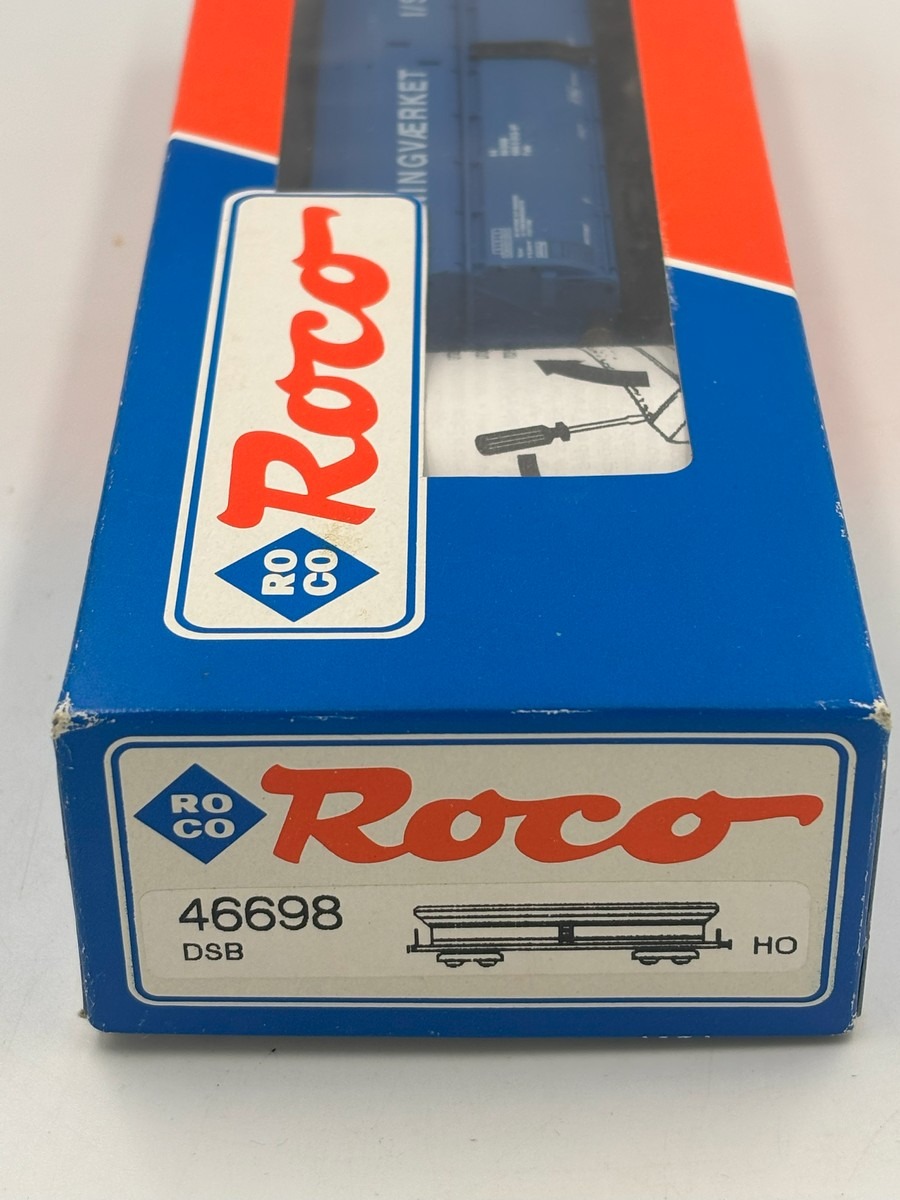 I/S
INGVÆRKET
Roco
RO
CO
RO
CO
Roco
46698
DSB
HO